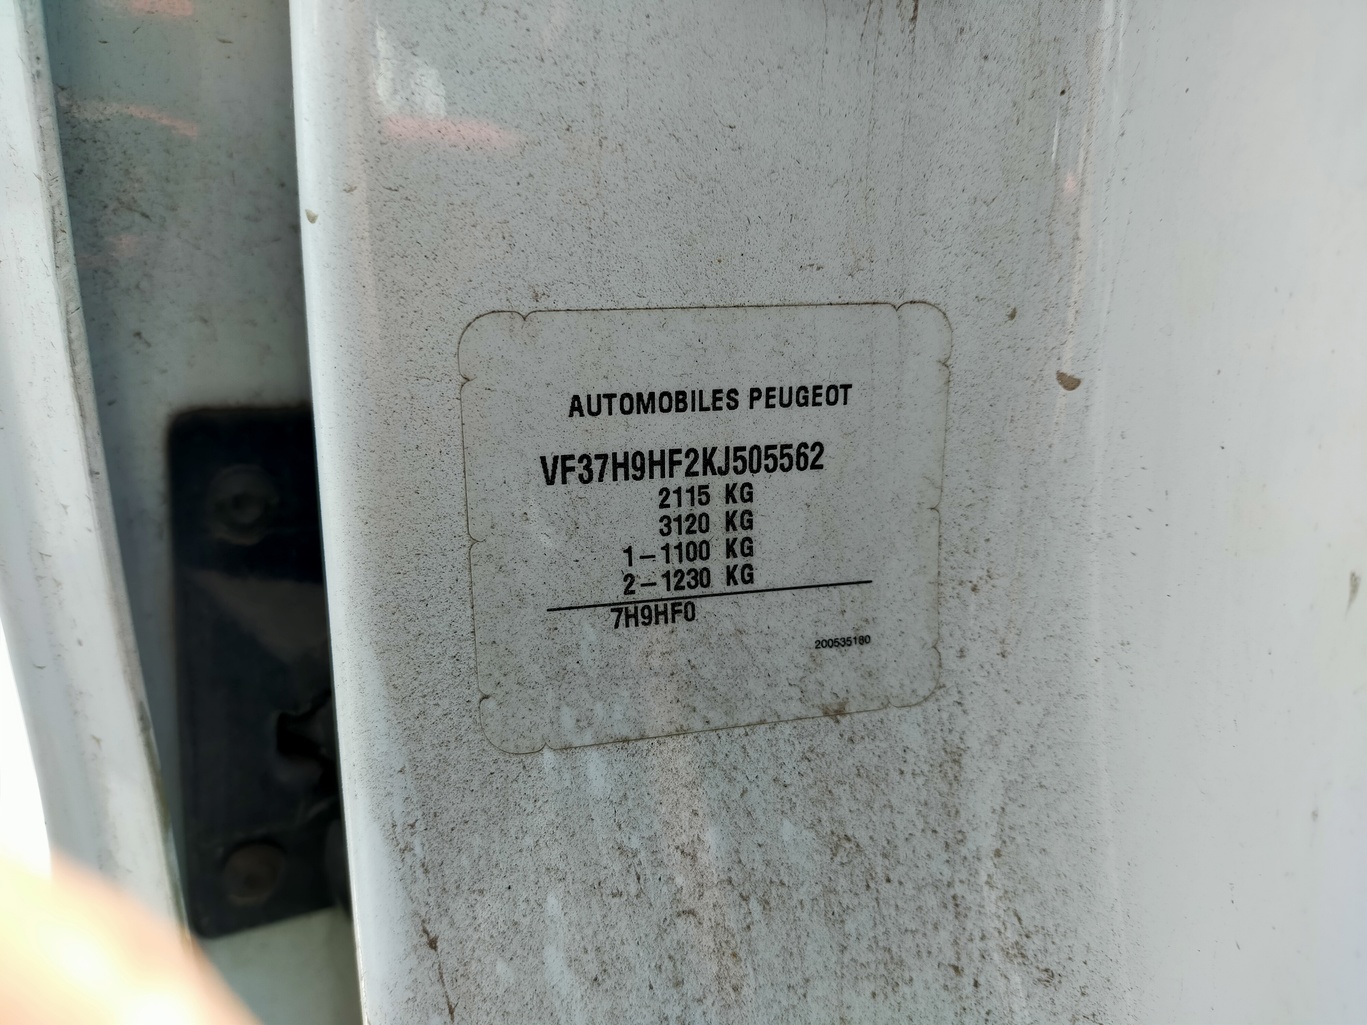 AUTOMOBILES PEUGEOT
VF37H9HF2KJ505562
2115 KG
3120 KG
1–1100 KG
2–1230 KG
7H9HF0
200535180